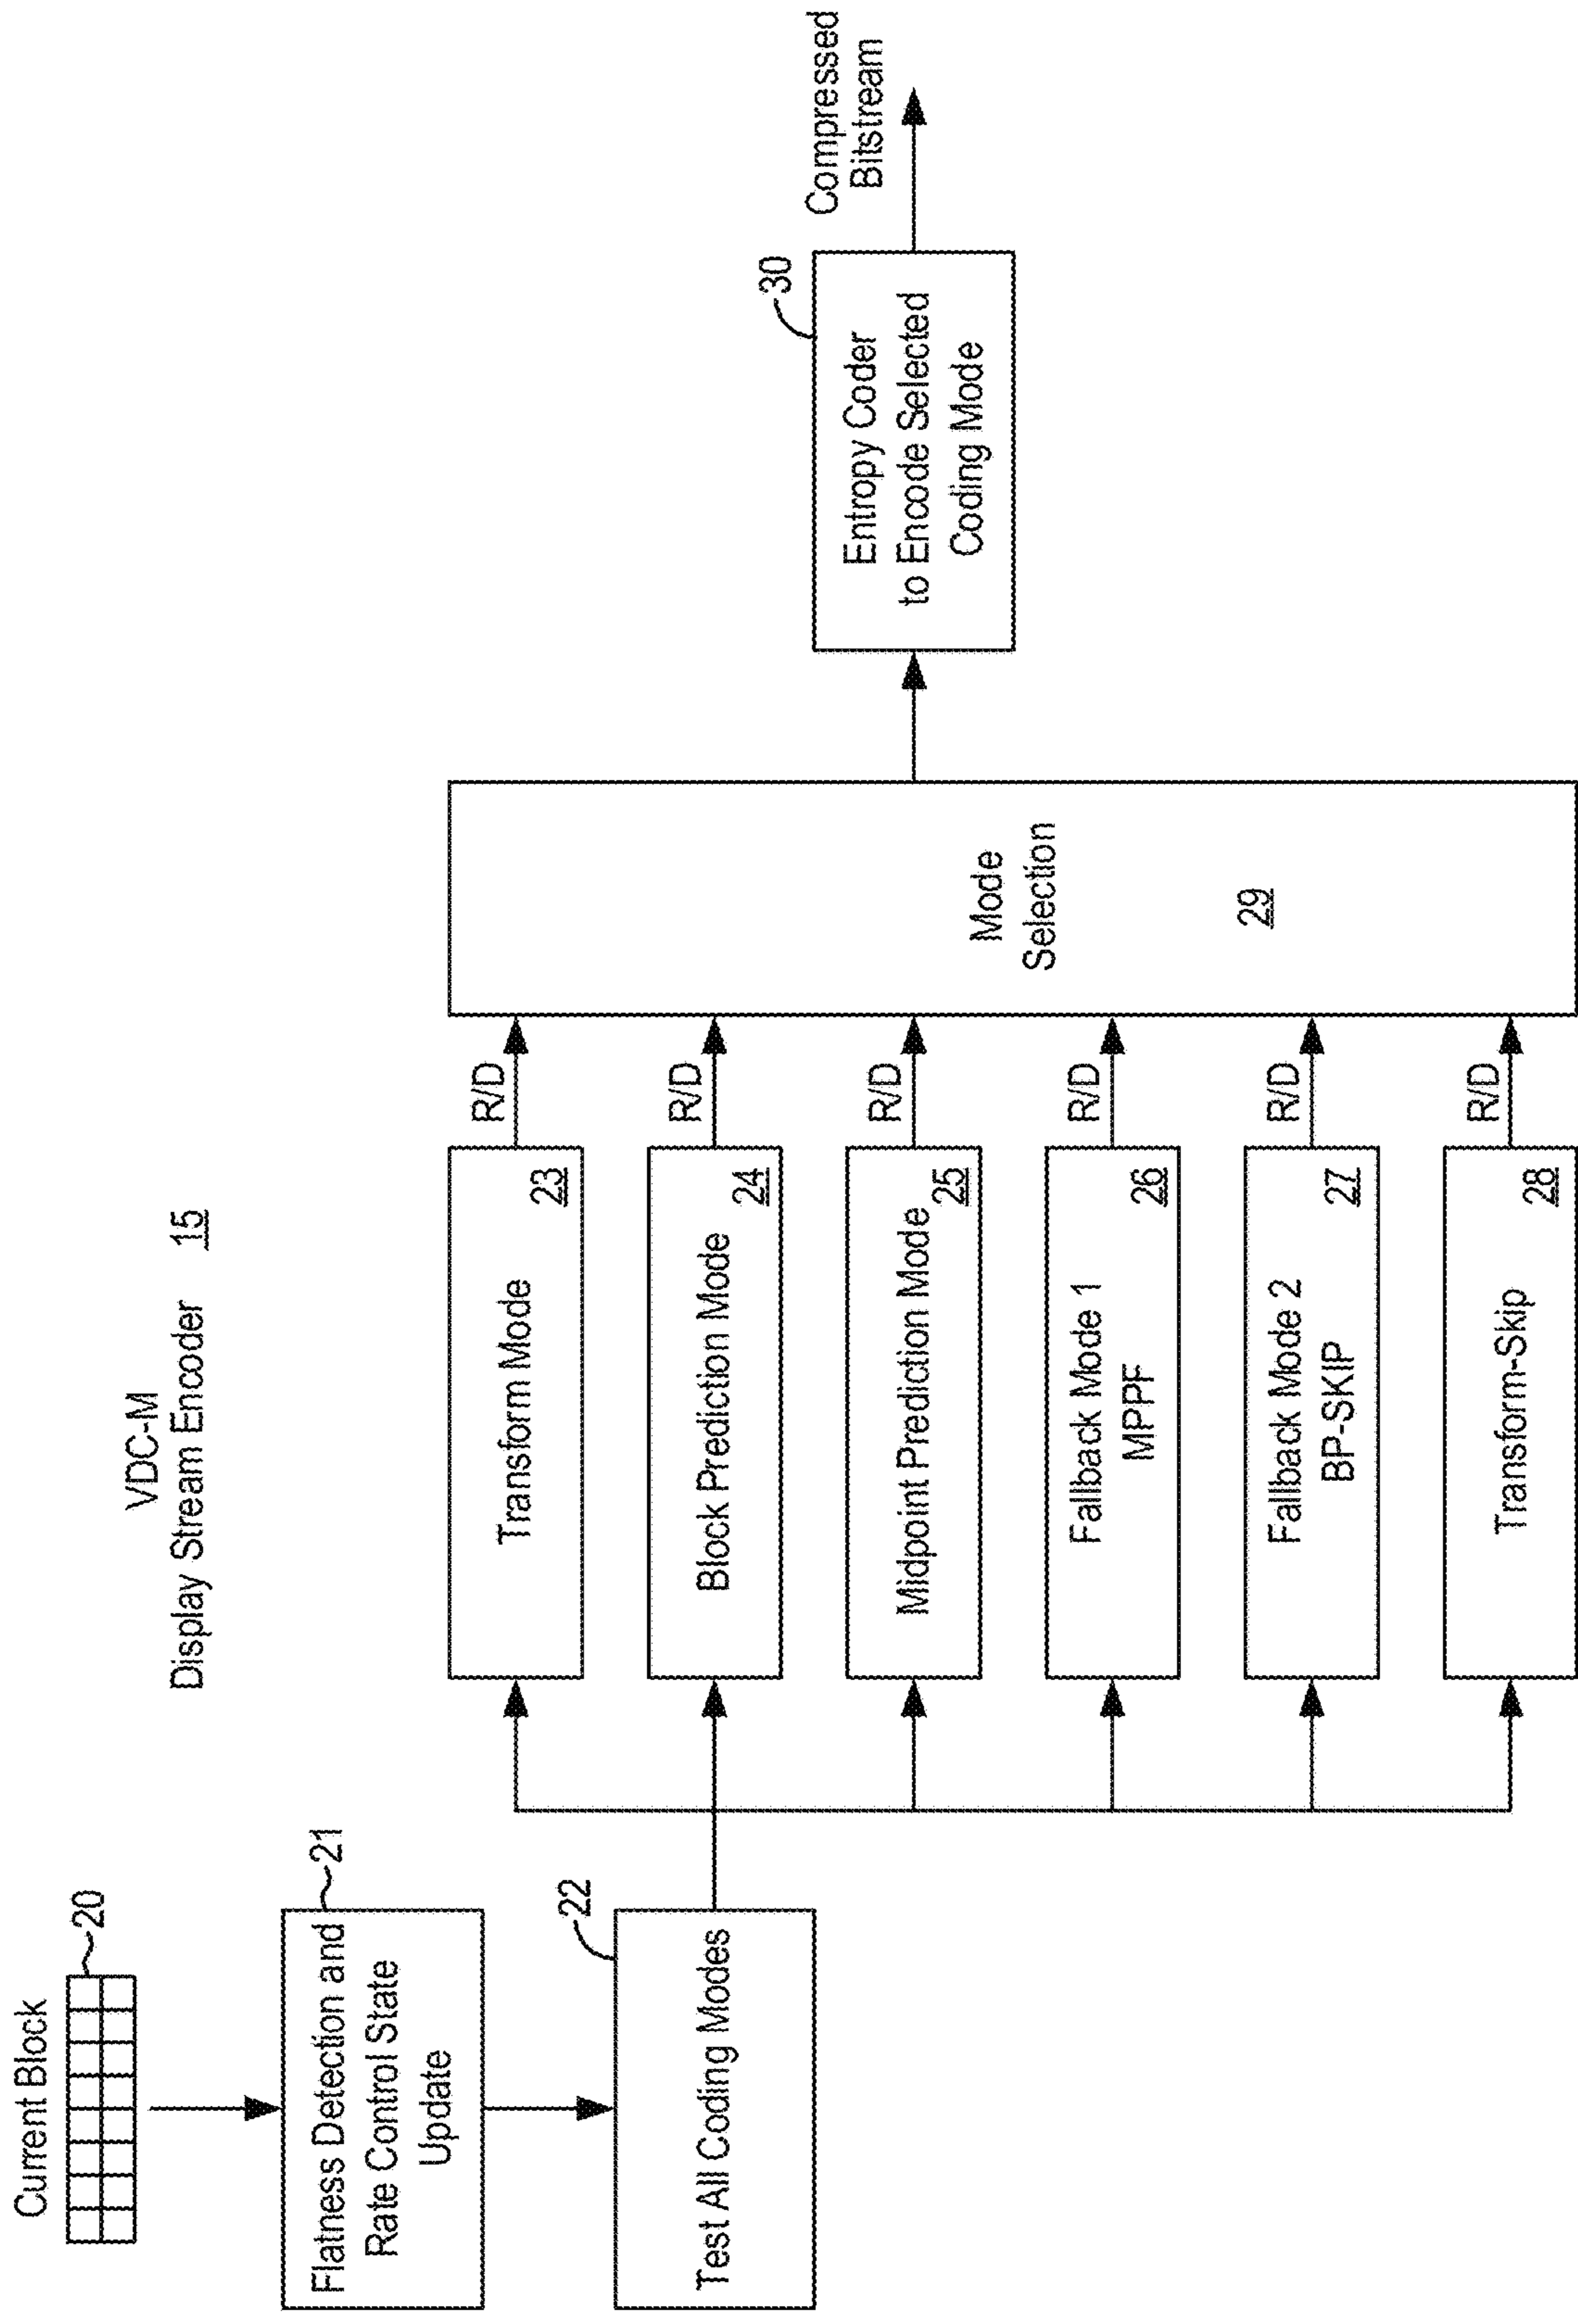 VDC-M
Display Stream Encoder 15
Current Block
20
Flatness Detection and
Rate Control State
Update
21
22
Test All Coding Modes
Transform Mode
23
R/D
Block Prediction Mode
24
R/D
Midpoint Prediction Mode
25
R/D
Fallback Mode 1
MPPF
26
R/D
Fallback Mode 2
BP-SKIP
27
R/D
Transform-Skip
28
R/D
Mode
Selection
29
30
Entropy Coder
to Encode Selected
Coding Mode
Compressed
Bitstream